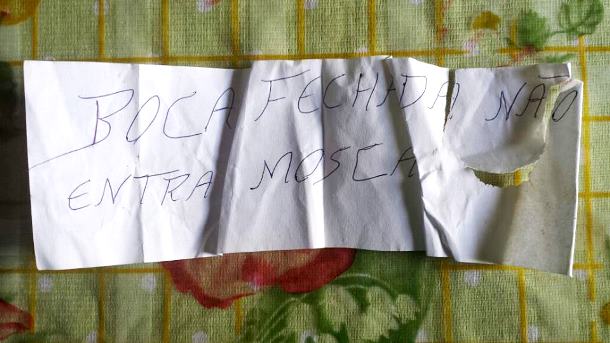 BOCA FECHADA NÃO
ENTRA MOSCA